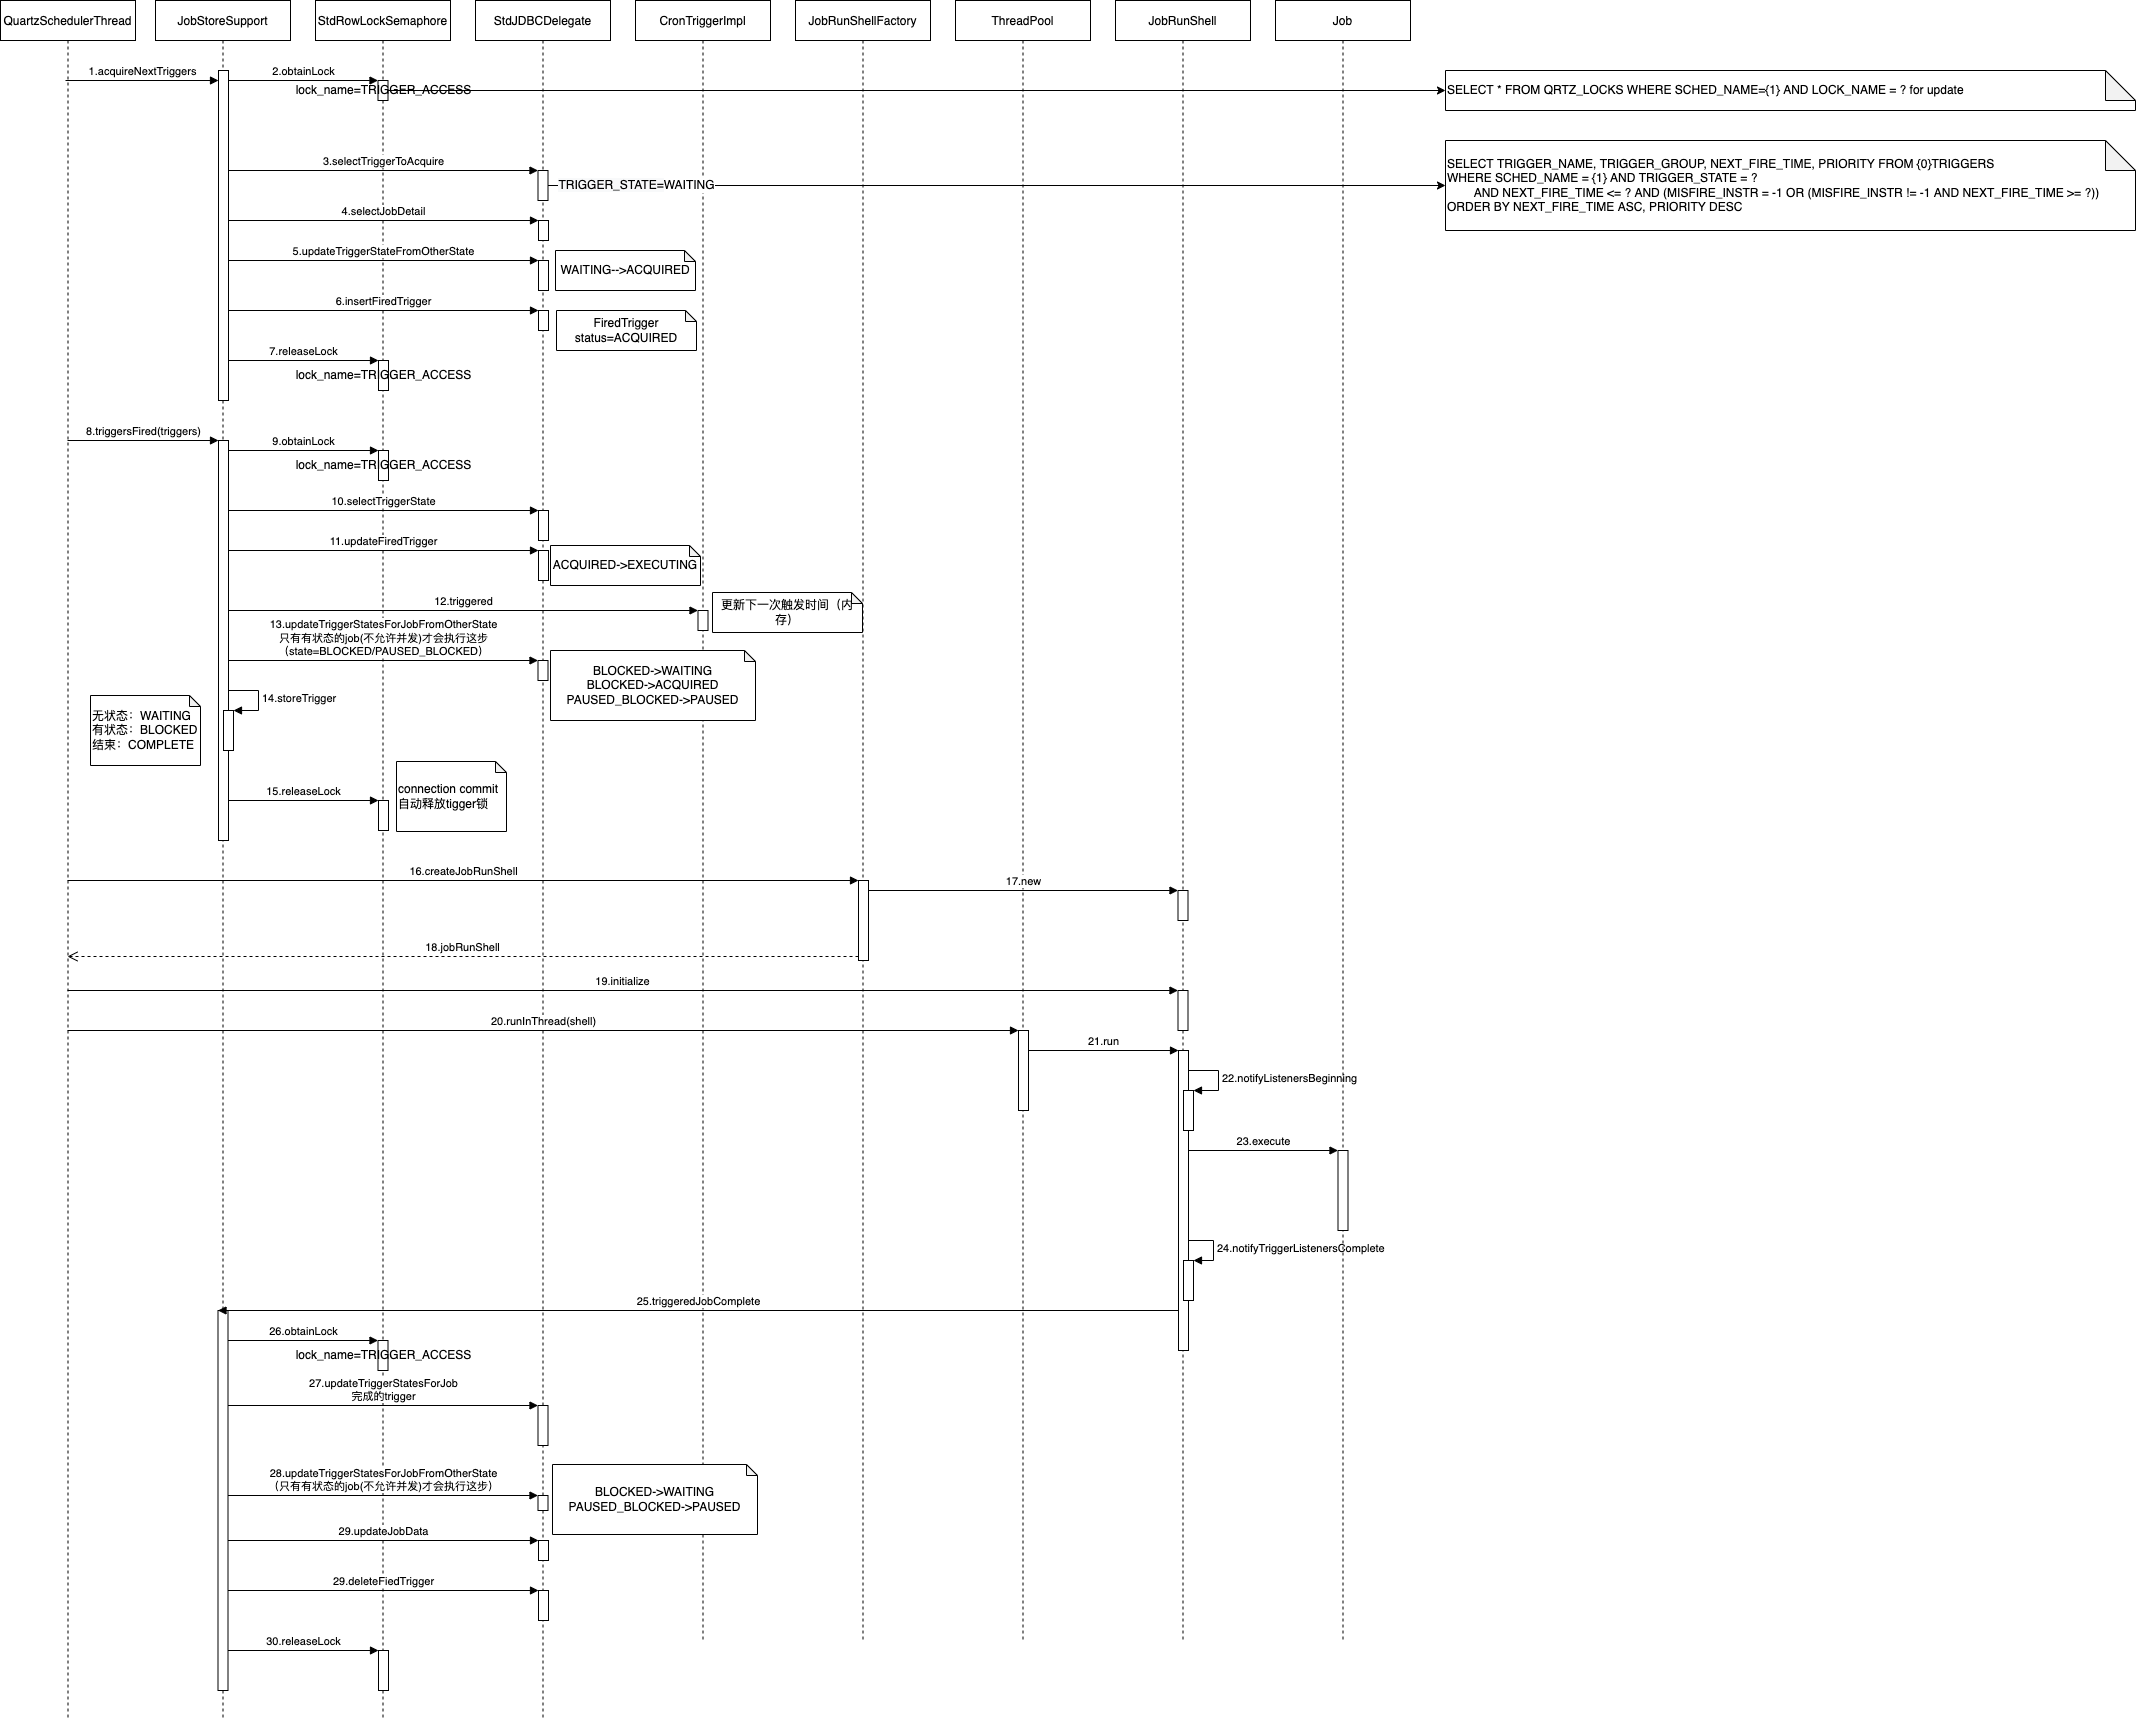 QuartzSchedulerThread
JobStoreSupport
StdRowLockSemaphore
StdJDBCDelegate
CronTriggerImpl
JobRunShellFactory
ThreadPool
JobRunShell
Job
1.acquireNextTriggers
2.obtainLock
lock_name=TRIGGER_ACCESS
SELECT * FROM QRTZ_LOCKS WHERE SCHED_NAME={1} AND LOCK_NAME = ? for update
3.selectTriggerToAcquire
TRIGGER_STATE=WAITING
SELECT TRIGGER_NAME, TRIGGER_GROUP, NEXT_FIRE_TIME, PRIORITY FROM {0}TRIGGERS
WHERE SCHED_NAME = {1} AND TRIGGER_STATE = ?
AND NEXT_FIRE_TIME <= ? AND (MISFIRE_INSTR = -1 OR (MISFIRE_INSTR != -1 AND NEXT_FIRE_TIME >= ?))
ORDER BY NEXT_FIRE_TIME ASC, PRIORITY DESC
4.selectJobDetail
5.updateTriggerStateFromOtherState
WAITING-->ACQUIRED
6.insertFiredTrigger
FiredTrigger
status=ACQUIRED
7.releaseLock
lock_name=TRIGGER_ACCESS
8.triggersFired(triggers)
9.obtainLock
lock_name=TRIGGER_ACCESS
10.selectTriggerState
11.updateFiredTrigger
ACQUIRED->EXECUTING
12.triggered
更新下一次触发时间（内
存）
13.updateTriggerStatesForJobFromOtherState
只有有状态的job(不允许并发)才会执行这步
（state=BLOCKED/PAUSED_BLOCKED）
BLOCKED->WAITING
BLOCKED->ACQUIRED
PAUSED_BLOCKED->PAUSED
14.storeTrigger
无状态：WAITING
有状态：BLOCKED
结束：COMPLETE
15.releaseLock
connection commit
自动释放tigger锁
16.createJobRunShell
17.new
18.jobRunShell
19.initialize
20.runInThread(shell)
21.run
22.notifyListenersBeginning
23.execute
24.notifyTriggerListenersComplete
25.triggeredJobComplete
26.obtainLock
lock_name=TRIGGER_ACCESS
27.updateTriggerStatesForJob
完成的trigger
28.updateTriggerStatesForJobFromOtherState
（只有有状态的job(不允许并发)才会执行这步）
BLOCKED->WAITING
PAUSED_BLOCKED->PAUSED
29.updateJobData
29.deleteFiedTrigger
30.releaseLock